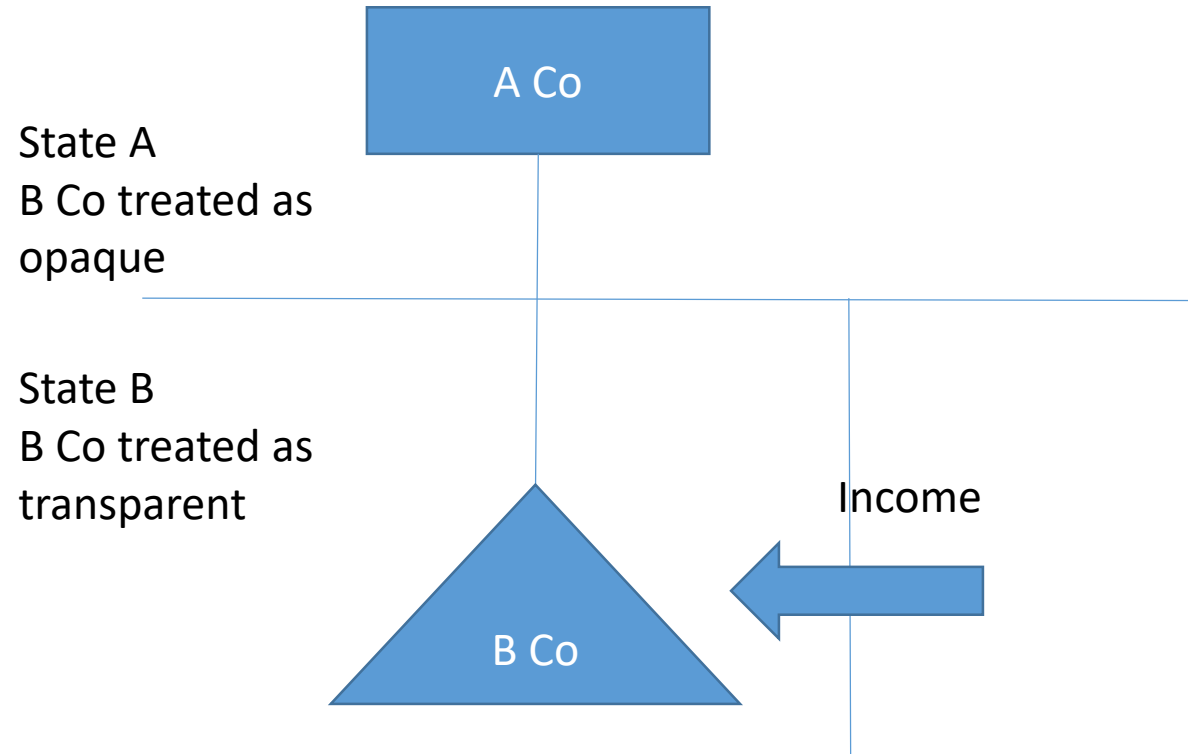 A Co
State A
B Co treated as
opaque
State B
B Co treated as
transparent
Income
B Co